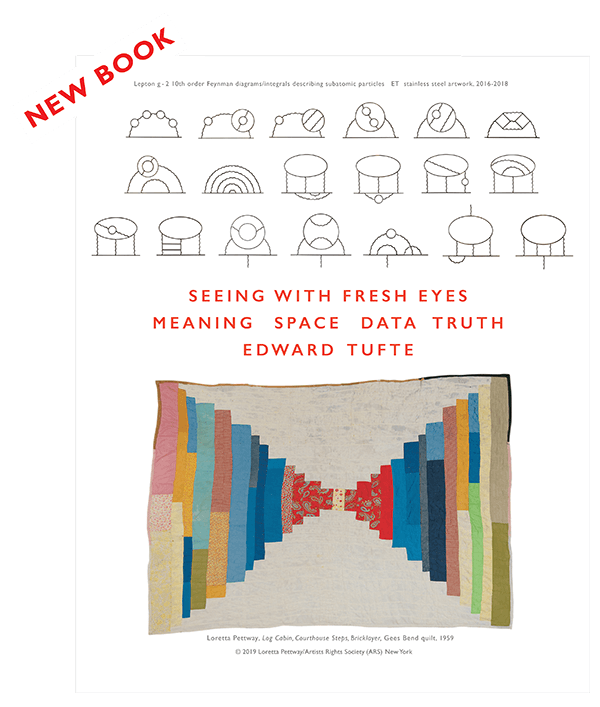 NEW BOOK
Lepton g-2 10th order Feynman diagrams/integrals describing subatomic particles ET stainless steel artwork, 2016-2018
SEEING WITH FRESH EYES
MEANING SPACE DATA TRUTH
EDWARD TUFTE
Loretta Pettway, Log Cabin, Courthouse Steps, Bricklayer, Gees Bend quilt, 1959
© 2019 Loretta Pettway/Artists Rights Society (ARS) New York